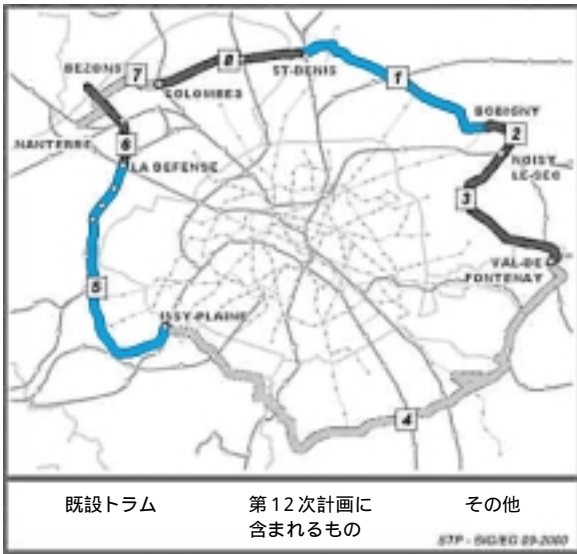 BEZONS
7
8
COLOMBES
ST-DENIS
1
BOBIGNY
2
NOISY
LE-SEC
NANTERRE
6
LA DEFENSE
3
VAL-DE
FONTENAY
5
ISSY-PLAINE
4
既設トラム
第12次計画に
含まれるもの
その他
STP - SIG/EG 09-2000